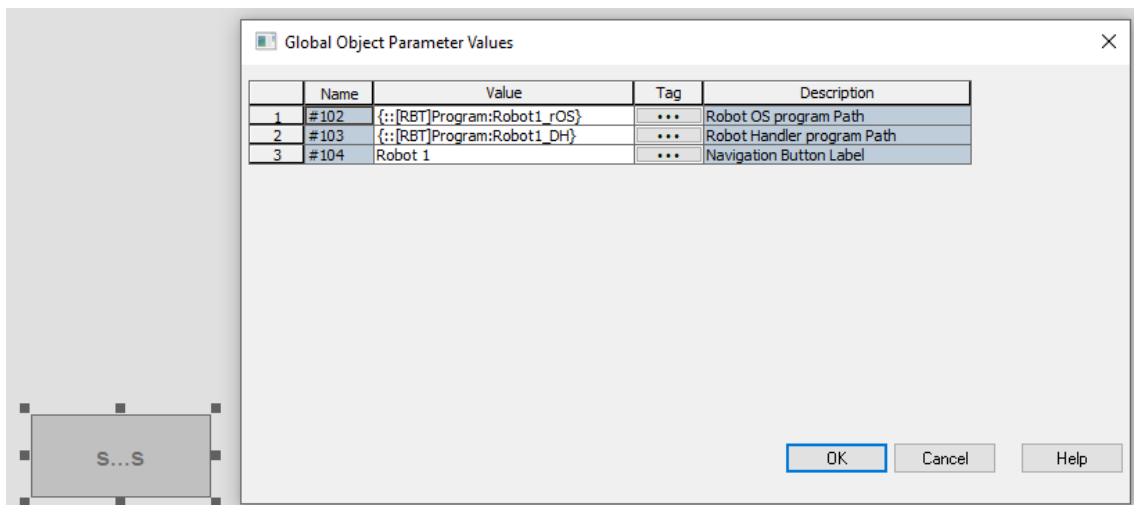 Global Object Parameter Values
Name Value Tag Description
1 #102 {::[RBT]Program:Robot1_rOS} ... Robot OS program Path
2 #103 {::[RBT]Program:Robot1_DH} ... Robot Handler program Path
3 #104 Robot 1 ... Navigation Button Label
S...S
OK Cancel Help